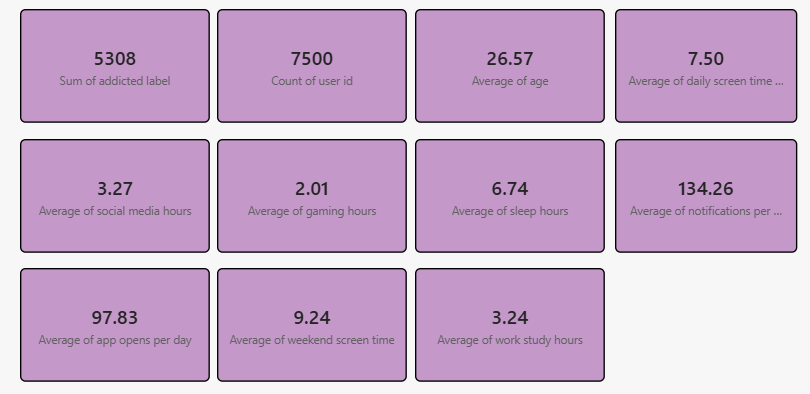 5308
Sum of addicted label
7500
Count of user id
26.57
Average of age
7.50
Average of daily screen time ...
3.27
Average of social media hours
2.01
Average of gaming hours
6.74
Average of sleep hours
134.26
Average of notifications per ...
97.83
Average of app opens per day
9.24
Average of weekend screen time
3.24
Average of work study hours